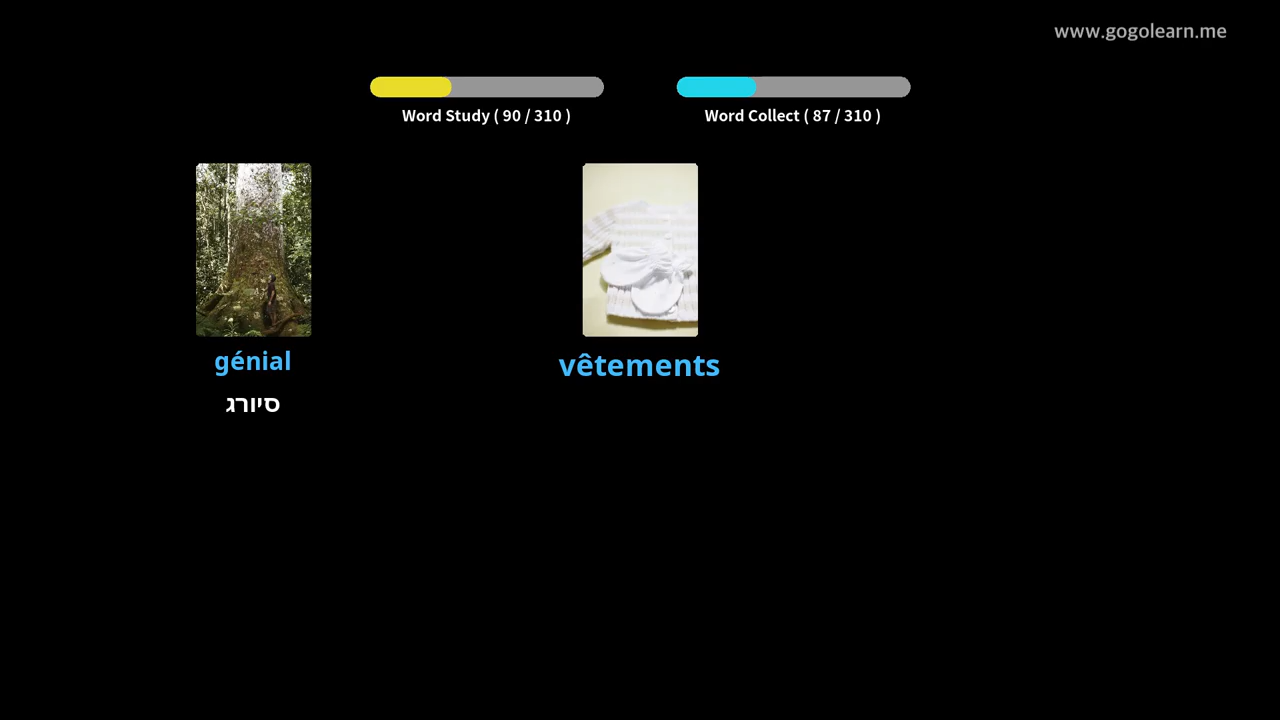 www.gogolearn.me
Word Study ( 90 / 310 )
Word Collect ( 87 / 310 )
génial
vêtements
סיורג